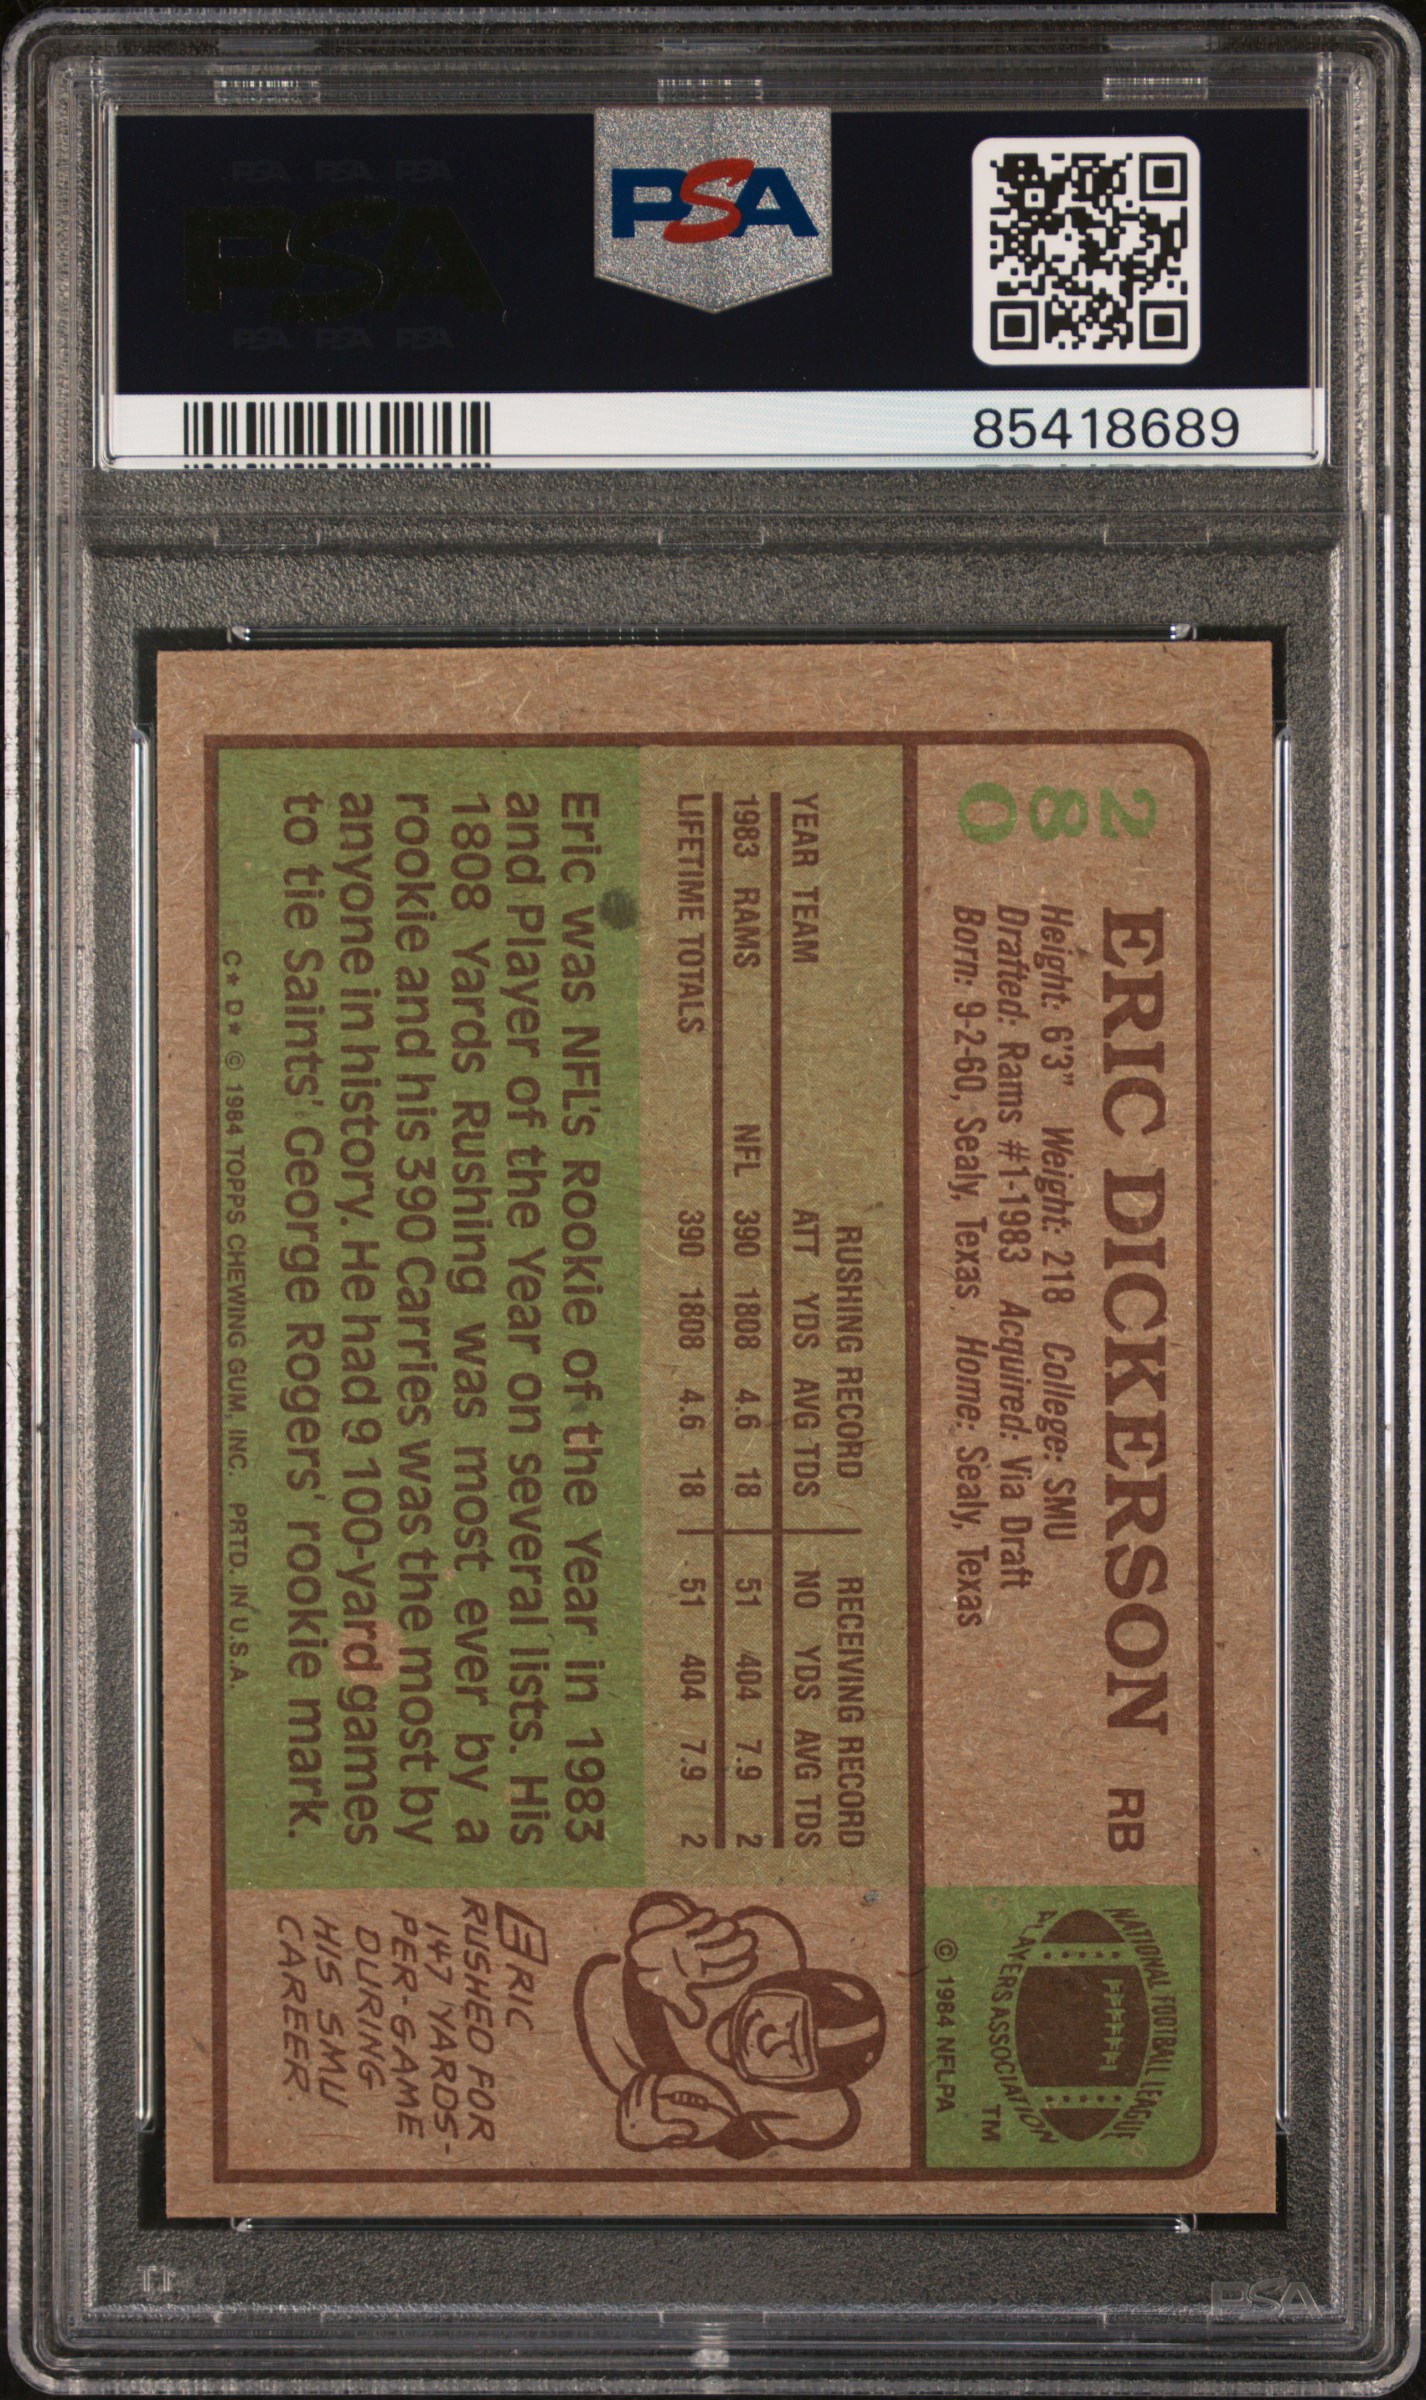 PSA PSA PSA
PSA
PSA PSA PSA
PSA
85418689
280
ERIC DICKERSON RB
Height: 6'3" Weight: 218 College: SMU
Drafted: Rams #1-1983 Acquired: Via Draft
Born: 9-2-60, Sealy, Texas Home: Sealy, Texas
NATIONAL FOOTBALL LEAGUE
PLAYERS ASSOCIATION
TM
© 1984 NFLPA
RUSHING RECORD RECEIVING RECORD
YEAR TEAM ATT YDS AVG TDS NO YDS AVG TDS
1983 RAMS NFL 390 1808 4.6 18 51 404 7.9 2
LIFETIME TOTALS 390 1808 4.6 18 51 404 7.9 2
Eric was NFL's Rookie of the Year in 1983
and Player of the Year on several lists. His
1808 Yards Rushing was most ever by a
rookie and his 390 Carries was the most by
anyone in history. He had 9 100-yard games
to tie Saints' George Rogers' rookie mark.
ERIC
RUSHED FOR
147 YARDS-
PER-GAME
DURING
HIS SMU
CAREER.
C* D* © 1984 TOPPS CHEWING GUM, INC. PRTD. IN U.S.A.
PSA